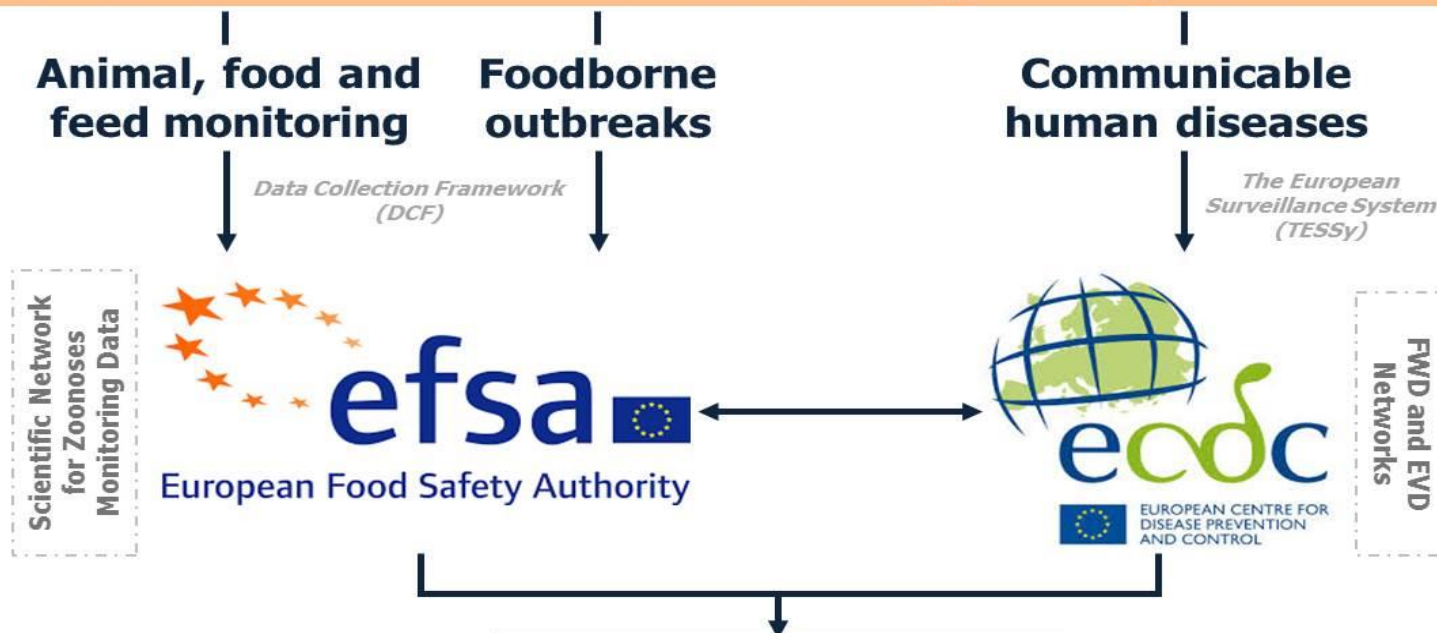 Animal, food and
feed monitoring
Foodborne
outbreaks
Communicable
human diseases
Data Collection Framework
(DCF)
The European
Surveillance System
(TESSy)
Scientific Network
for Zoonoses
Monitoring Data
efsa
European Food Safety Authority
ecdc
EUROPEAN CENTRE FOR
DISEASE PREVENTION
AND CONTROL
FWD and EVD
Networks